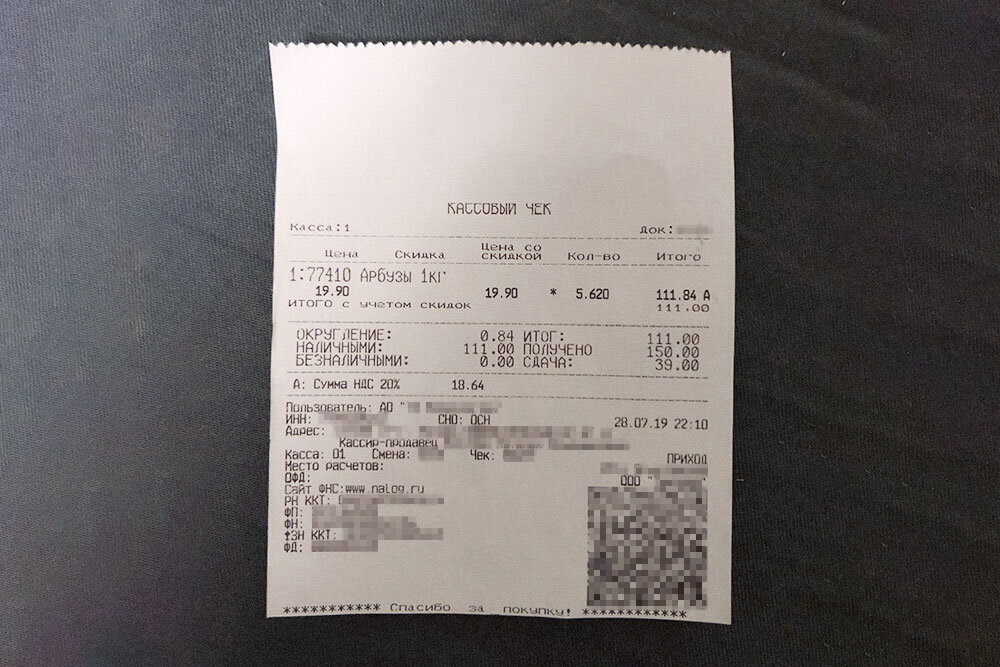 КАССОВЫЙ ЧЕК
Касса:1 Док:
Цена Скидка Цена со скидкой Кол-во Итого
1:77410 Арбузы 1кг
19.90 19.90 * 5.620 111.84 А
ИТОГО с учетом скидок 111.00
ОКРУГЛЕНИЕ: 0.84 ИТОГ: 111.00
НАЛИЧНЫМИ: 111.00 ПОЛУЧЕНО 150.00
БЕЗНАЛИЧНЫМИ: 0.00 СДАЧА: 39.00
А: Сумма НДС 20% 18.64
Пользователь: АО "
ИНН: СНО: ОСН 28.07.19 22:10
Адрес:
Кассир-продавец
Касса: 01 Смена: Чек: ПРИХОД
Место расчетов:
ОФД: ООО "
Сайт ФНС:www.nalog.ru
РН ККТ:
ФП:
ФН:
ЗН ККТ:
ФД:
*********** Спасибо за покупку! ************